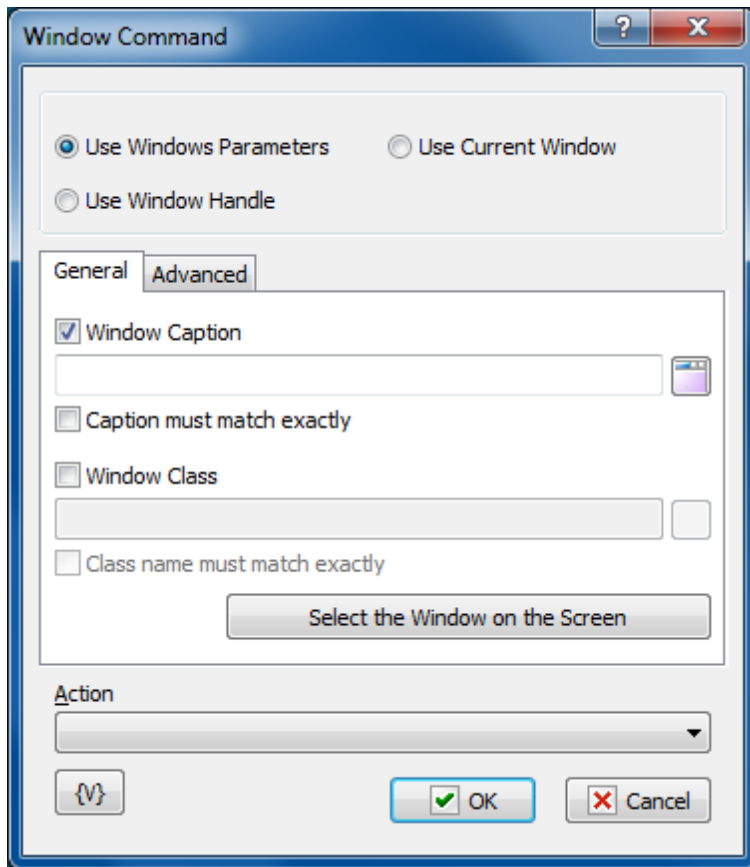 Window Command
?
Use Windows Parameters Use Current Window
Use Window Handle
General Advanced
Window Caption
Caption must match exactly
Window Class
Class name must match exactly
Select the Window on the Screen
Action
{V} OK Cancel